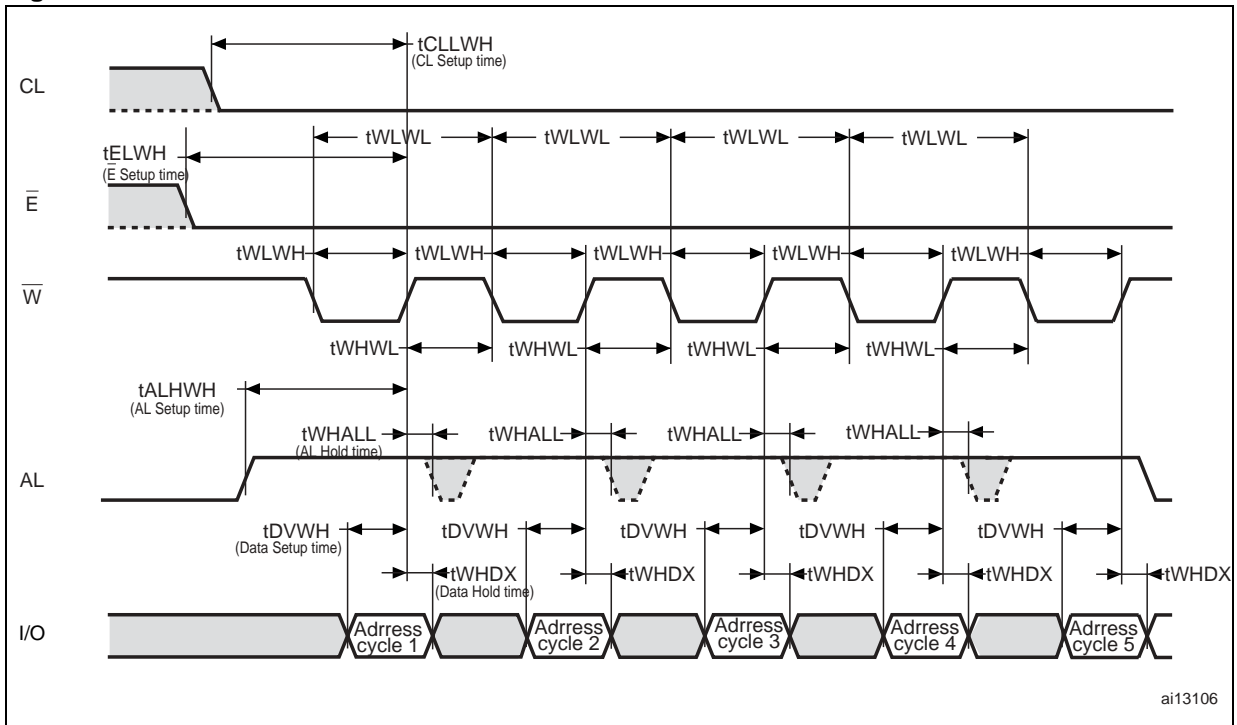 tCLLWH
(CL Setup time)
CL
tWLWL tWLWL tWLWL tWLWL
tELWH
(E Setup time)
E
tWLWH tWLWH tWLWH tWLWH tWLWH
W
tWHWL tWHWL tWHWL tWHWL
tALHWH
(AL Setup time)
tWHALL tWHALL tWHALL tWHALL
(AL Hold time)
AL
tDVWH tDVWH tDVWH tDVWH tDVWH
(Data Setup time)
tWHDX tWHDX tWHDX tWHDX tWHDX
(Data Hold time)
I/O
Adrress Adrress Adrress Adrress Adrress
cycle 1 cycle 2 cycle 3 cycle 4 cycle 5
ai13106